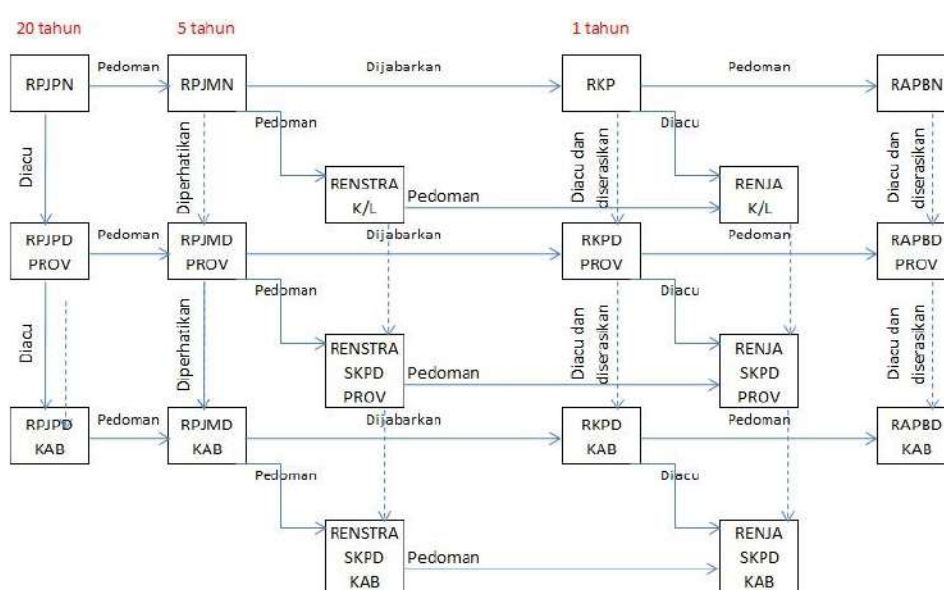 20 tahun
5 tahun
1 tahun
RPJPN
Pedoman
RPJMN
Dijabarkan
RKP
Pedoman
RAPBN
Diacu
Diperhatikan
Pedoman
RENSTRA
K/L
Pedoman
Diacu dan
diserasikan
Diacu
RENJA
K/L
Diacu dan
diserasikan
RPJPD
PROV
Pedoman
RPJMD
PROV
Dijabarkan
RKPD
PROV
Pedoman
RAPBD
PROV
Diacu
Diperhatikan
Pedoman
RENSTRA
SKPD
PROV
Pedoman
Diacu dan
diserasikan
Diacu
RENJA
SKPD
PROV
Diacu dan
diserasikan
RPJPD
KAB
Pedoman
RPJMD
KAB
Dijabarkan
RKPD
KAB
Pedoman
RAPBD
KAB
Pedoman
RENSTRA
SKPD
KAB
Pedoman
Diacu
RENJA
SKPD
KAB